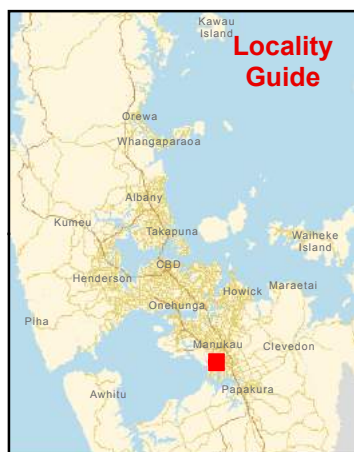 Kawau
Island
Locality
Guide
Orewa
Whangaparaoa
Albany
Kumeu
Takapuna
Waiheke
Island
CBD
Henderson
Howick
Maraetai
Onehunga
Piha
Manukau
Clevedon
Papakura
Awhitu